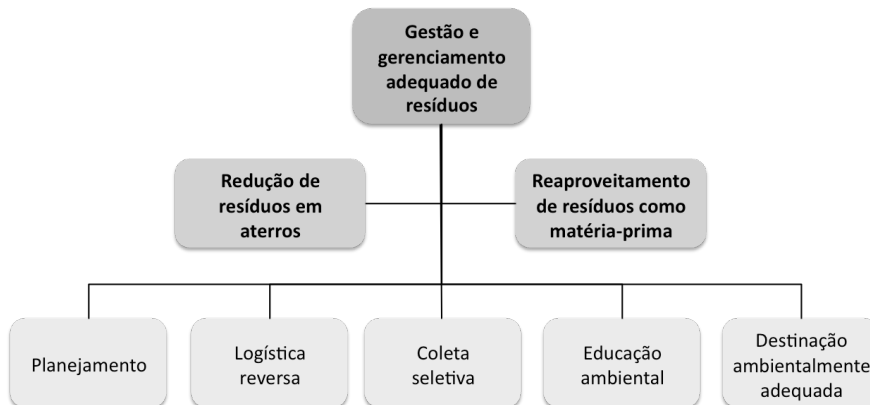 Gestão e
gerenciamento
adequado de
resíduos
Redução de
resíduos em
aterros
Reaproveitamento
de resíduos como
matéria-prima
Planejamento
Logística
reversa
Coleta
seletiva
Educação
ambiental
Destinação
ambientalmente
adequada